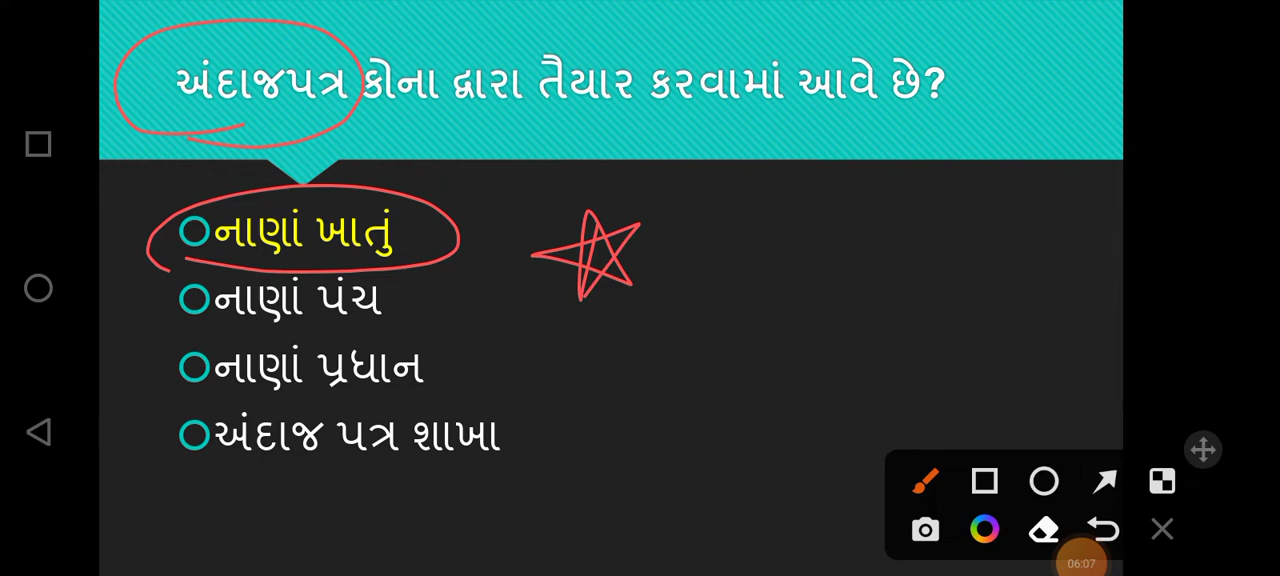 અંદાજપત્ર કોના દ્વારા તૈયાર કરવામાં આવે છે?
નાણાં ખાતું
નાણાં પંચ
નાણાં પ્રધાન
અંદાજ પત્ર શાખા
06:07